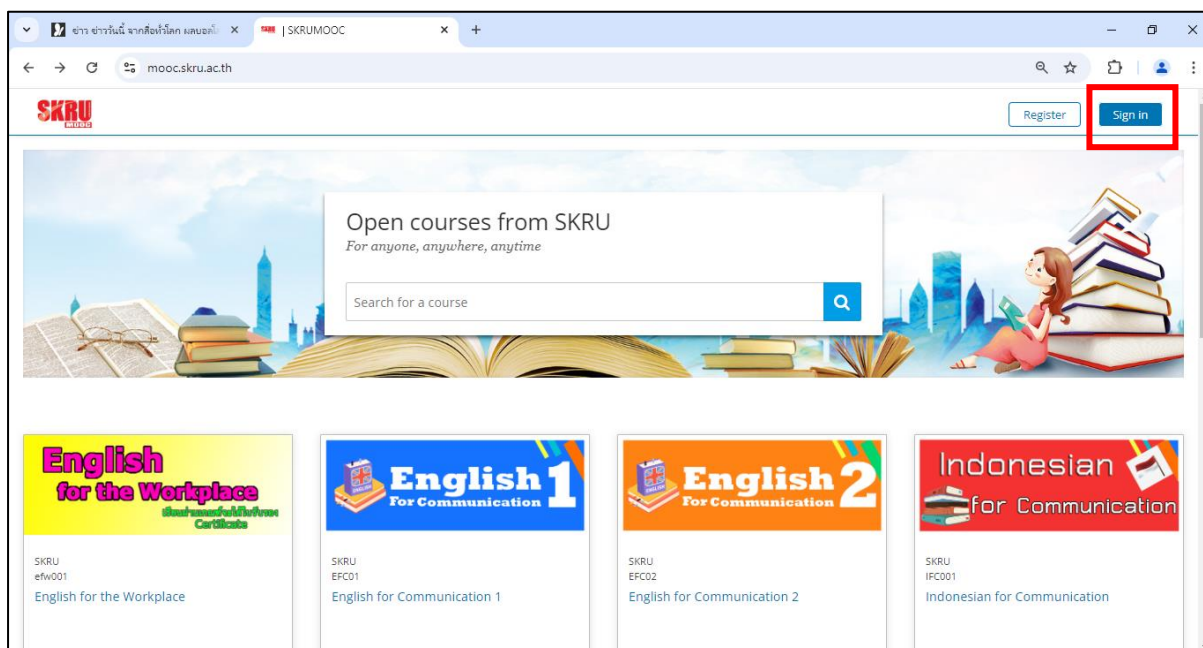 ข่าว ข่าววันนี้ จากสื่อทั่วโลก ผลบอลโ
| SKRUMOOC
mooc.skru.ac.th
SKRU
MOOC
Register
Sign in
Open courses from SKRU
For anyone, anywhere, anytime
Search for a course
English
for the Workplace
Certificate
SKRU
efw001
English for the Workplace
English 1
For Communication
ENGLISH
SKRU
EFC01
English for Communication 1
English 2
For Communication
ENGLISH
SKRU
EFC02
English for Communication 2
Indonesian
for Communication
SKRU
IFC001
Indonesian for Communication